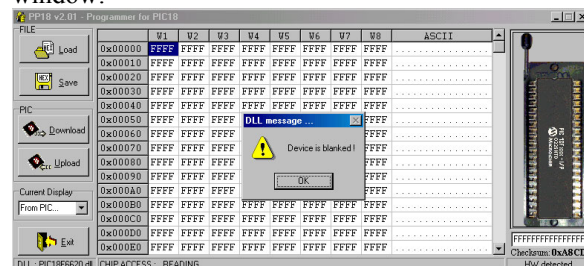 window.
PP18 v2.01 - Programmer for PIC18
FILE
Load
Save
PIC
Download
Upload
Current Display
From PIC...
Exit
W1 W2 W3 W4 W5 W6 W7 W8 ASCII
0x00000 FFFF FFFF FFFF FFFF FFFF FFFF FFFF FFFF ................
0x00010 FFFF FFFF FFFF FFFF FFFF FFFF FFFF FFFF ................
0x00020 FFFF FFFF FFFF FFFF FFFF FFFF FFFF FFFF ................
0x00030 FFFF FFFF FFFF FFFF FFFF FFFF FFFF FFFF ................
0x00040 FFFF FFFF FFFF FFFF FFFF FFFF FFFF FFFF ................
0x00050 FFFF FFFF FFFF FFFF ................
0x00060 FFFF FFFF FFFF FFFF ................
0x00070 FFFF FFFF FFFF FFFF ................
0x00080 FFFF FFFF FFFF FFFF ................
0x00090 FFFF FFFF FFFF FFFF ................
0x000A0 FFFF FFFF FFFF FFFF ................
0x000B0 FFFF FFFF FFFF FFFF FFFF FFFF FFFF FFFF ................
0x000C0 FFFF FFFF FFFF FFFF FFFF FFFF FFFF FFFF ................
0x000D0 FFFF FFFF FFFF FFFF FFFF FFFF FFFF FFFF ................
0x000E0 FFFF FFFF FFFF FFFF FFFF FFFF FFFF FFFF ................
DLL message ...
Device is blanked !
OK
MICROCHIP
FFFFFFFFFFFFFF
Checksum: 0xA8CD
DLL : PIC18F6620.dll CHIP ACCESS : READING HW detected